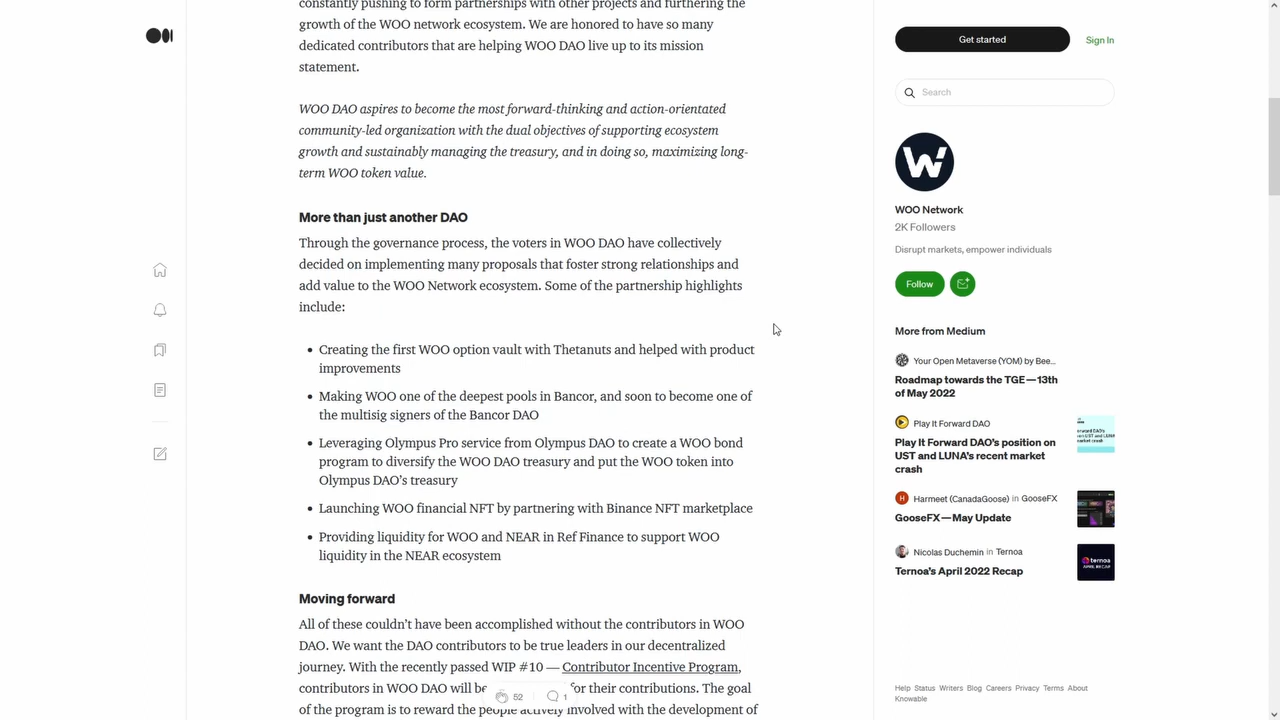 constantly pushing to form partnerships with other projects and furthering the
growth of the WOO network ecosystem. We are honored to have so many
dedicated contributors that are helping WOO DAO live up to its mission
statement.
WOO DAO aspires to become the most forward-thinking and action-orientated
community-led organization with the dual objectives of supporting ecosystem
growth and sustainably managing the treasury, and in doing so, maximizing long-
term WOO token value.
More than just another DAO
Through the governance process, the voters in WOO DAO have collectively
decided on implementing many proposals that foster strong relationships and
add value to the WOO Network ecosystem. Some of the partnership highlights
include:
• Creating the first WOO option vault with Thetanuts and helped with product
improvements
• Making WOO one of the deepest pools in Bancor, and soon to become one of
the multisig signers of the Bancor DAO
• Leveraging Olympus Pro service from Olympus DAO to create a WOO bond
program to diversify the WOO DAO treasury and put the WOO token into
Olympus DAO's treasury
• Launching WOO financial NFT by partnering with Binance NFT marketplace
• Providing liquidity for WOO and NEAR in Ref Finance to support WOO
liquidity in the NEAR ecosystem
Moving forward
All of these couldn't have been accomplished without the contributors in WOO
DAO. We want the DAO contributors to be true leaders in our decentralized
journey. With the recently passed WIP #10 — Contributor Incentive Program,
contributors in WOO DAO will be for their contributions. The goal
of the program is to reward the people actively involved with the development of
52
1
Get started
Sign In
Search
W
WOO Network
2K Followers
Disrupt markets, empower individuals
Follow
More from Medium
Your Open Metaverse (YOM) by Bee...
Roadmap towards the TGE — 13th
of May 2022
Play It Forward DAO
Play It Forward DAO's position on
UST and LUNA's recent market
crash
H
Harmeet (CanadaGoose) in GooseFX
GooseFX — May Update
Nicolas Duchemin in Ternoa
Ternoa's April 2022 Recap
Help Status Writers Blog Careers Privacy Terms About
Knowable